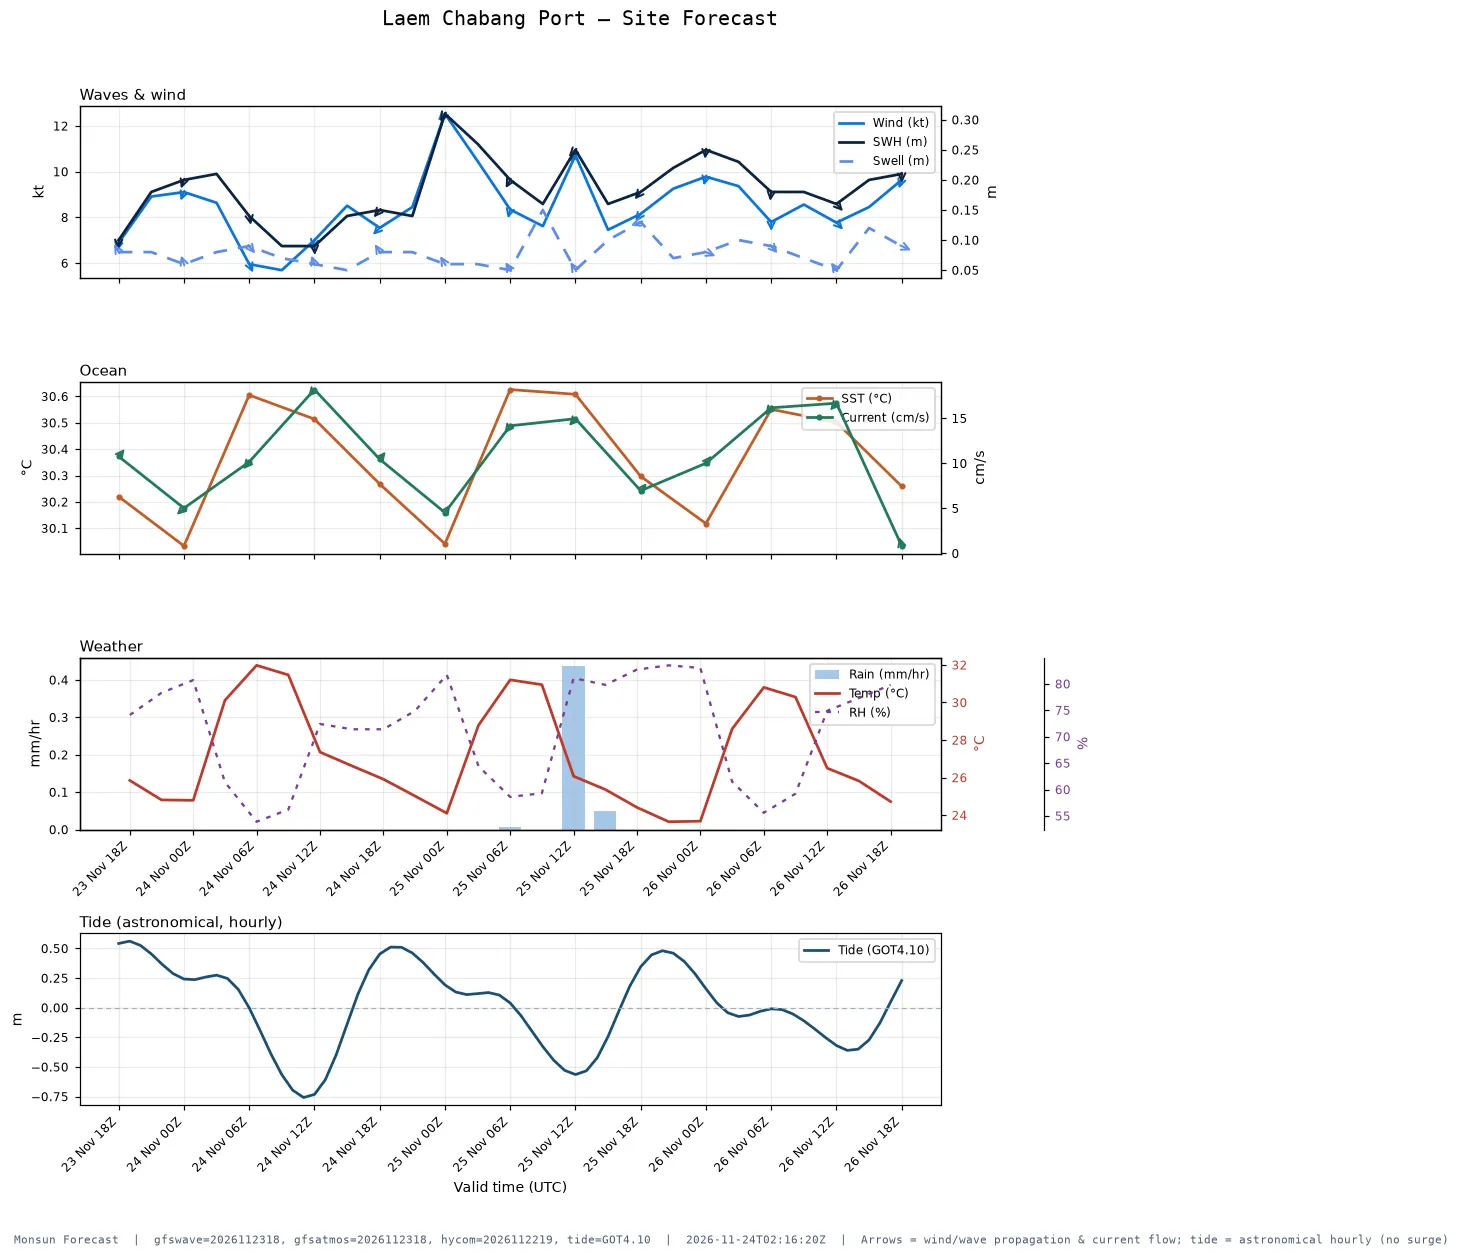 Laem Chabang Port — Site Forecast
Waves & wind
12
10
8
6
kt
Wind (kt)
SWH (m)
Swell (m)
0.30
0.25
0.20
0.15
0.10
0.05
m
Ocean
30.6
30.5
30.4
30.3
30.2
30.1
°C
SST (°C)
Current (cm/s)
15
10
5
0
cm/s
Weather
0.4
0.3
0.2
0.1
0.0
mm/hr
Rain (mm/hr)
Temp (°C)
RH (%)
32
30
28
26
24
°C
80
75
70
65
60
55
%
23 Nov 18Z
24 Nov 00Z
24 Nov 06Z
24 Nov 12Z
24 Nov 18Z
25 Nov 00Z
25 Nov 06Z
25 Nov 12Z
25 Nov 18Z
26 Nov 00Z
26 Nov 06Z
26 Nov 12Z
26 Nov 18Z
Tide (astronomical, hourly)
0.50
0.25
0.00
−0.25
−0.50
−0.75
m
Tide (GOT4.10)
23 Nov 18Z
24 Nov 00Z
24 Nov 06Z
24 Nov 12Z
24 Nov 18Z
25 Nov 00Z
25 Nov 06Z
25 Nov 12Z
25 Nov 18Z
26 Nov 00Z
26 Nov 06Z
26 Nov 12Z
26 Nov 18Z
Valid time (UTC)
Monsun Forecast | gfswave=2026112318, gfsatmos=2026112318, hycom=2026112219, tide=GOT4.10 | 2026-11-24T02:16:20Z | Arrows = wind/wave propagation & current flow; tide = astronomical hourly (no surge)